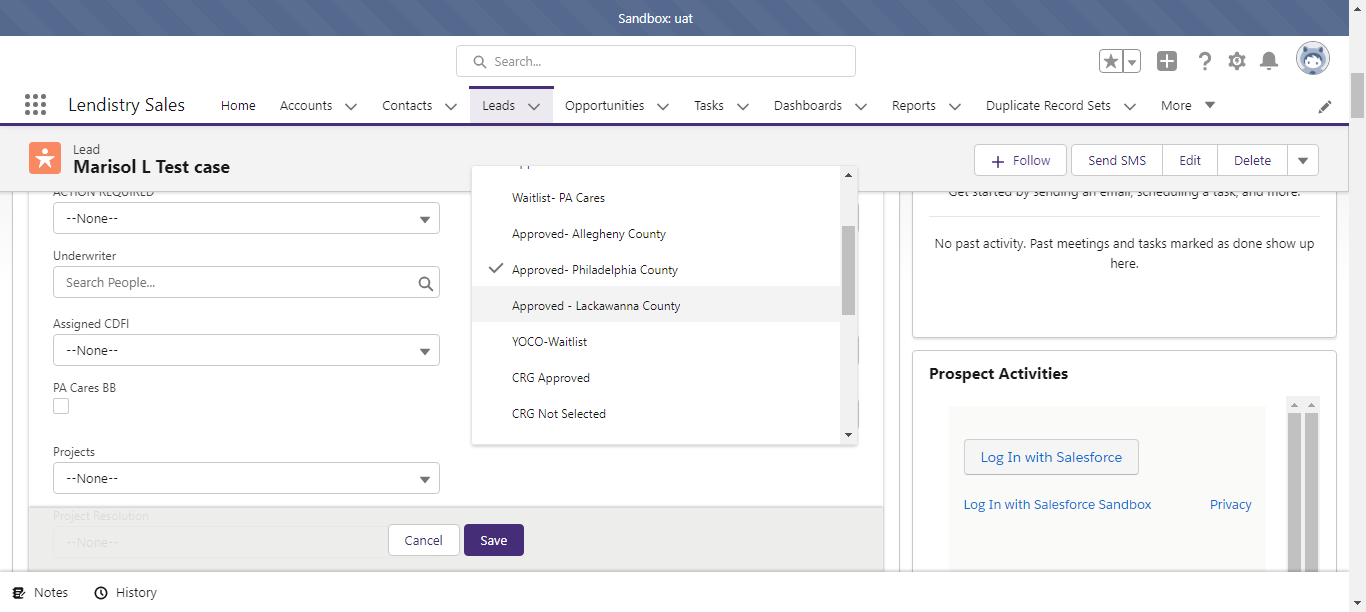 Sandbox: uat
Search...
Lendistry Sales
Home
Accounts
Contacts
Leads
Opportunities
Tasks
Dashboards
Reports
Duplicate Record Sets
More
Lead
Marisol L Test case
Follow
Send SMS
Edit
Delete
ACTION REQUIRED
--None--
Underwriter
Search People...
Assigned CDFI
--None--
PA Cares BB
Projects
--None--
Project Resolution
--None--
Waitlist- PA Cares
Approved- Allegheny County
Approved- Philadelphia County
Approved - Lackawanna County
YOCO-Waitlist
CRG Approved
CRG Not Selected
Cancel
Save
Get started by sending an email, scheduling a task, and more.
No past activity. Past meetings and tasks marked as done show up
here.
Prospect Activities
Log In with Salesforce
Log In with Salesforce Sandbox
Privacy
Notes
History